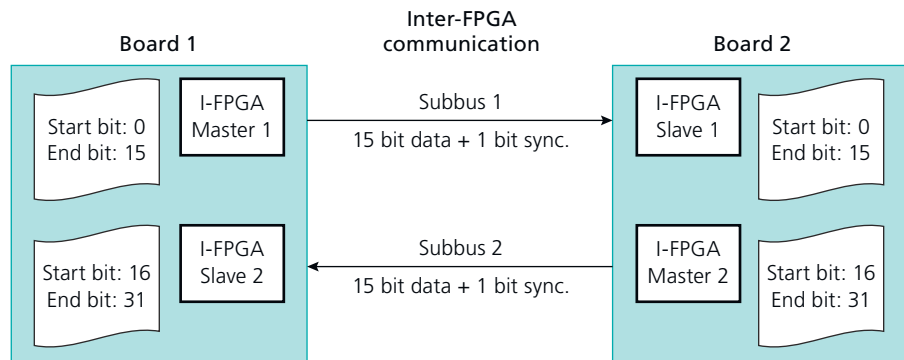 Inter-FPGA
communication
Board 1
Board 2
Start bit: 0
End bit: 15
I-FPGA
Master 1
Subbus 1
15 bit data + 1 bit sync.
I-FPGA
Slave 1
Start bit: 0
End bit: 15
Start bit: 16
End bit: 31
I-FPGA
Slave 2
Subbus 2
15 bit data + 1 bit sync.
I-FPGA
Master 2
Start bit: 16
End bit: 31